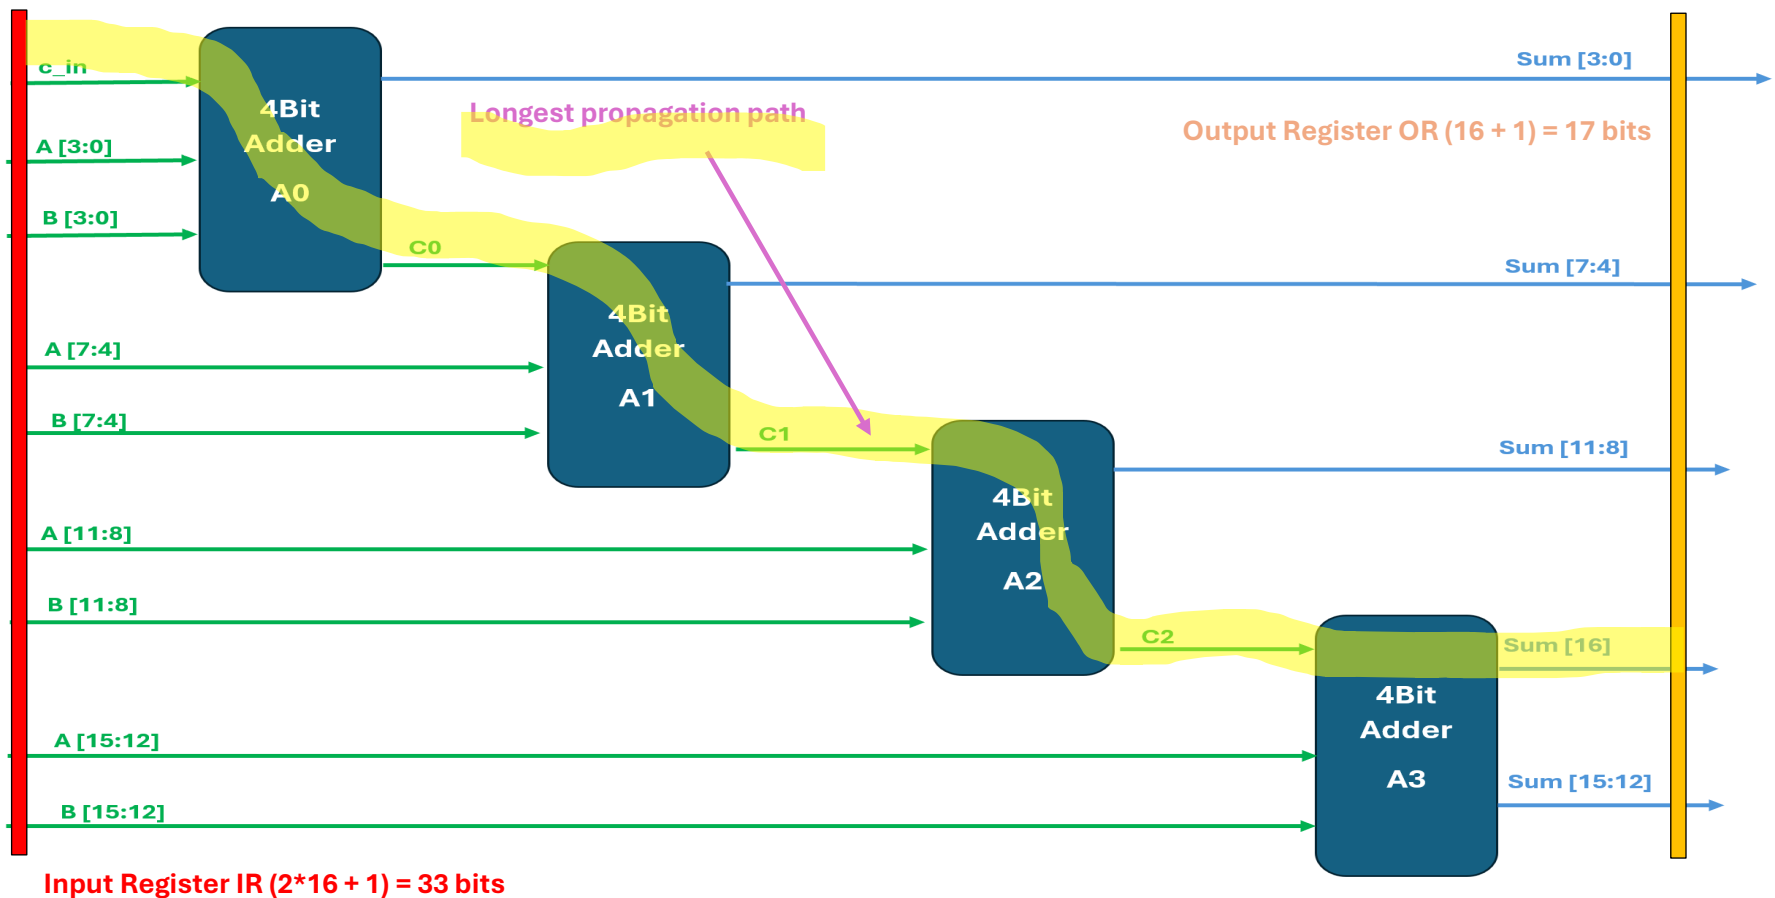 c_in
4Bit
Adder
A0
Sum [3:0]
Longest propagation path
Output Register OR (16 + 1) = 17 bits
A [3:0]
B [3:0]
C0
Sum [7:4]
4Bit
Adder
A1
A [7:4]
B [7:4]
C1
Sum [11:8]
4Bit
Adder
A2
A [11:8]
B [11:8]
C2
Sum [16]
4Bit
Adder
A3
A [15:12]
Sum [15:12]
B [15:12]
Input Register IR (2*16 + 1) = 33 bits